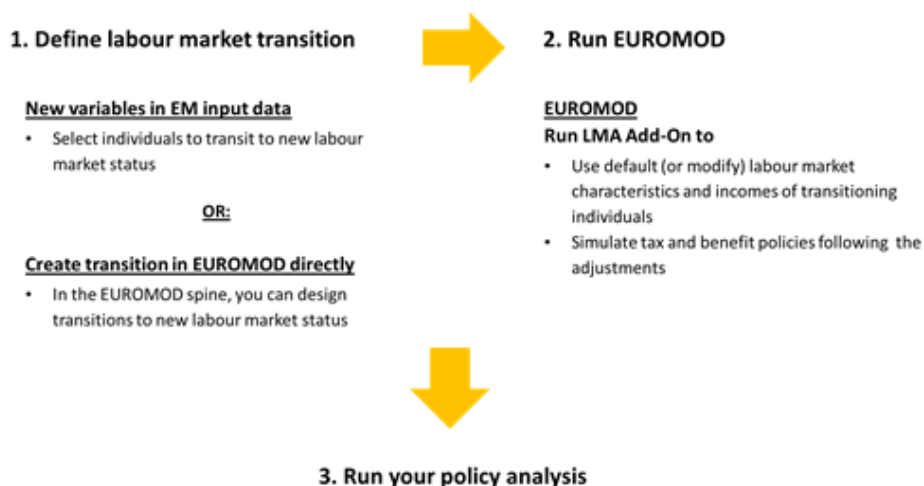 1. Define labour market transition
New variables in EM input data
• Select individuals to transit to new labour
market status
OR:
Create transition in EUROMOD directly
• In the EUROMOD spine, you can design
transitions to new labour market status
2. Run EUROMOD
EUROMOD
Run LMA Add-On to
• Use default (or modify) labour market
characteristics and incomes of transitioning
individuals
• Simulate tax and benefit policies following the
adjustments
3. Run your policy analysis